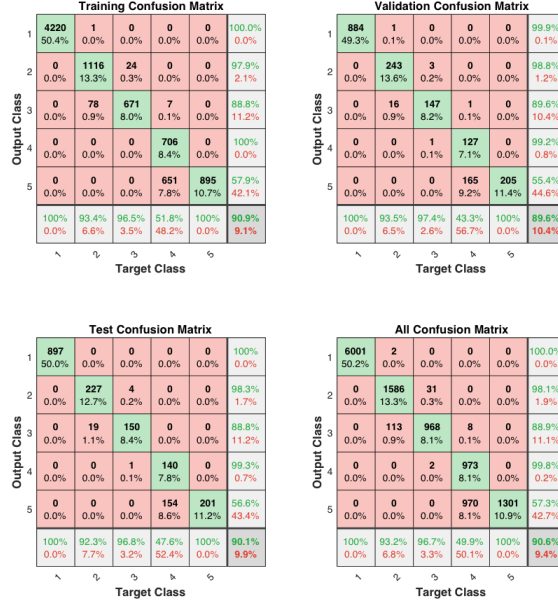 Training Confusion Matrix
Output Class
1 4220 1 0 0 0 100.0%
50.4% 0.0% 0.0% 0.0% 0.0% 0.0%
2 0 1116 24 0 0 97.9%
0.0% 13.3% 0.3% 0.0% 0.0% 2.1%
3 0 78 671 7 0 88.8%
0.0% 0.9% 8.0% 0.1% 0.0% 11.2%
4 0 0 0 706 0 100%
0.0% 0.0% 0.0% 8.4% 0.0% 0.0%
5 0 0 0 651 895 57.9%
0.0% 0.0% 0.0% 7.8% 10.7% 42.1%
100% 93.4% 96.5% 51.8% 100% 90.9%
0.0% 6.6% 3.5% 48.2% 0.0% 9.1%
1 2 3 4 5
Target Class
Validation Confusion Matrix
Output Class
1 884 1 0 0 0 99.9%
49.3% 0.1% 0.0% 0.0% 0.0% 0.1%
2 0 243 3 0 0 98.8%
0.0% 13.6% 0.2% 0.0% 0.0% 1.2%
3 0 16 147 1 0 89.6%
0.0% 0.9% 8.2% 0.1% 0.0% 10.4%
4 0 0 1 127 0 99.2%
0.0% 0.0% 0.1% 7.1% 0.0% 0.8%
5 0 0 0 165 205 55.4%
0.0% 0.0% 0.0% 9.2% 11.4% 44.6%
100% 93.5% 97.4% 43.3% 100% 89.6%
0.0% 6.5% 2.6% 56.7% 0.0% 10.4%
1 2 3 4 5
Target Class
Test Confusion Matrix
Output Class
1 897 0 0 0 0 100%
50.0% 0.0% 0.0% 0.0% 0.0% 0.0%
2 0 227 4 0 0 98.3%
0.0% 12.7% 0.2% 0.0% 0.0% 1.7%
3 0 19 150 0 0 88.8%
0.0% 1.1% 8.4% 0.0% 0.0% 11.2%
4 0 0 1 140 0 99.3%
0.0% 0.0% 0.1% 7.8% 0.0% 0.7%
5 0 0 0 154 201 56.6%
0.0% 0.0% 0.0% 8.6% 11.2% 43.4%
100% 92.3% 96.8% 47.6% 100% 90.1%
0.0% 7.7% 3.2% 52.4% 0.0% 9.9%
1 2 3 4 5
Target Class
All Confusion Matrix
Output Class
1 6001 2 0 0 0 100.0%
50.2% 0.0% 0.0% 0.0% 0.0% 0.0%
2 0 1586 31 0 0 98.1%
0.0% 13.3% 0.3% 0.0% 0.0% 1.9%
3 0 113 968 8 0 88.9%
0.0% 0.9% 8.1% 0.1% 0.0% 11.1%
4 0 0 2 973 0 99.8%
0.0% 0.0% 0.0% 8.1% 0.0% 0.2%
5 0 0 0 970 1301 57.3%
0.0% 0.0% 0.0% 8.1% 10.9% 42.7%
100% 93.2% 96.7% 49.9% 100% 90.6%
0.0% 6.8% 3.3% 50.1% 0.0% 9.4%
1 2 3 4 5
Target Class